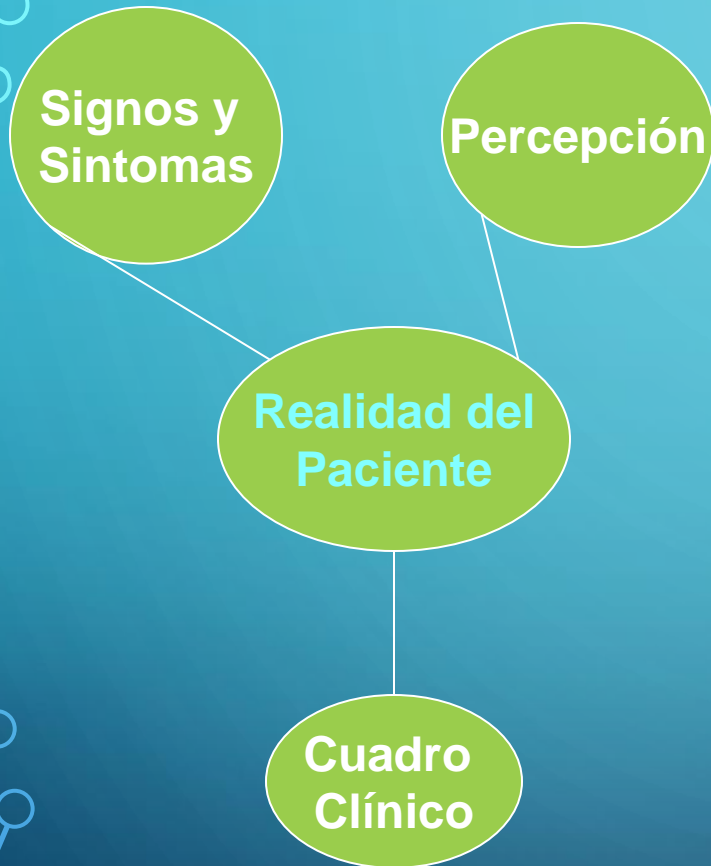 Signos y
Sintomas
Percepción
Realidad del
Paciente
Cuadro
Clínico